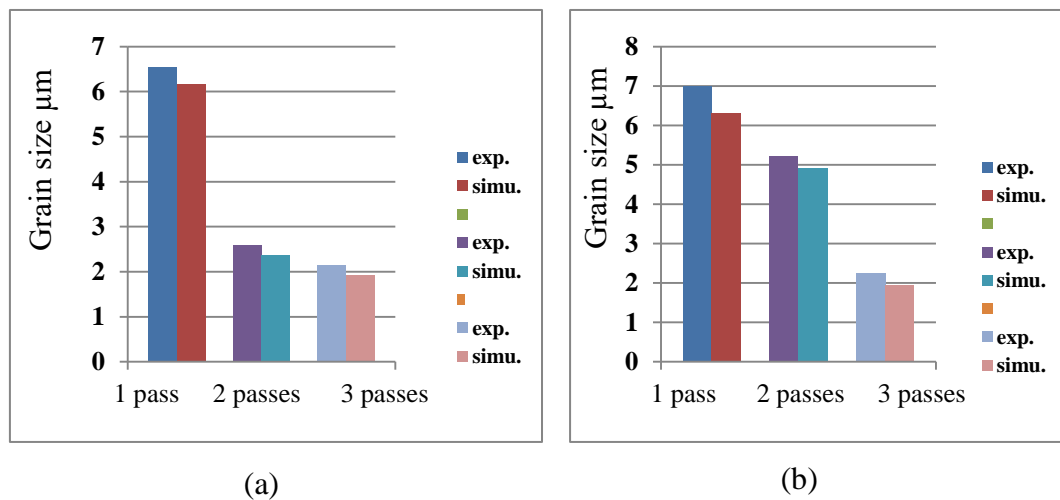 Grain size µm
7
6
5
4
3
2
1
0
1 pass 2 passes 3 passes
exp.
simu.
exp.
simu.
exp.
simu.
(a)
Grain size µm
8
7
6
5
4
3
2
1
0
1 pass 2 passes 3 passes
exp.
simu.
exp.
simu.
exp.
simu.
(b)